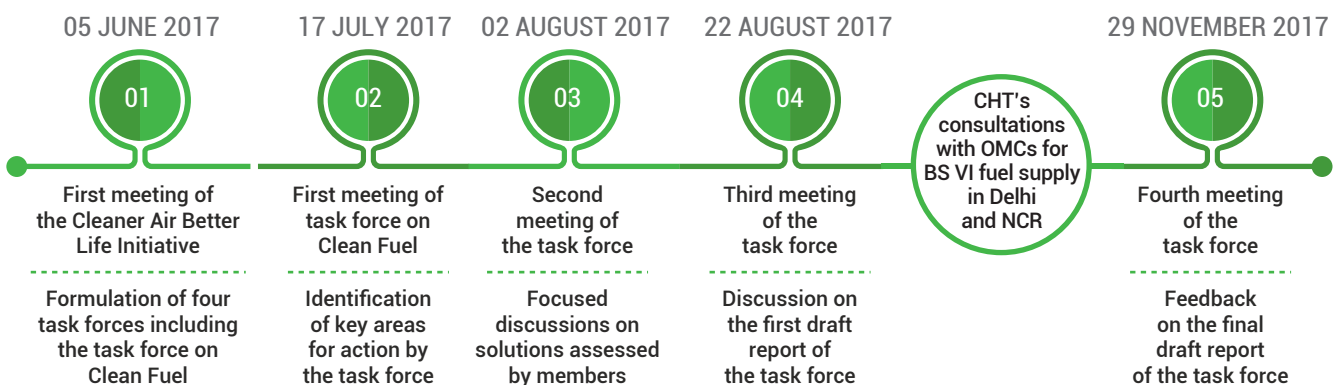 05 JUNE 2017
01
First meeting of
the Cleaner Air Better
Life Initiative
Formulation of four
task forces including
the task force on
Clean Fuel
17 JULY 2017
02
First meeting of
task force on
Clean Fuel
Identification
of key areas
for action by
the task force
02 AUGUST 2017
03
Second
meeting of
the task force
Focused
discussions on
solutions assessed
by members
22 AUGUST 2017
04
Third meeting
of the
task force
Discussion on
the first draft
report of
the task force
CHT's
consultations
with OMCs for
BS VI fuel supply
in Delhi
and NCR
29 NOVEMBER 2017
05
Fourth meeting
of the
task force
Feedback
on the final
draft report
of the task force